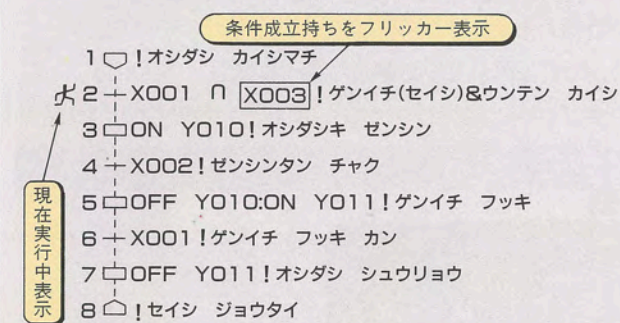 条件成立持ちをフリッカー表示
1 !オシダシ カイシマチ
2 X001 ∩ X003!ゲンイチ(セイシ)&ウンテン カイシ
3 ON Y010!オシダシキ ゼンシン
4 X002!ゼンシンタン チャク
5 OFF Y010:ON Y011!ゲンイチ フッキ
6 X001!ゲンイチ フッキ カン
7 OFF Y011!オシダシ シュウリョウ
8 !セイシ ジョウタイ
現在実行中表示